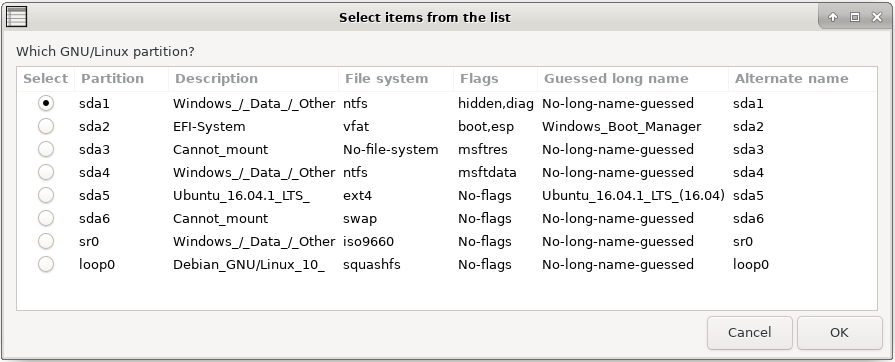 Select items from the list
Which GNU/Linux partition?
Select Partition Description File system Flags Guessed long name Alternate name
sda1 Windows_/_Data_/_Other ntfs hidden,diag No-long-name-guessed sda1
sda2 EFI-System vfat boot,esp Windows_Boot_Manager sda2
sda3 Cannot_mount No-file-system msftres No-long-name-guessed sda3
sda4 Windows_/_Data_/_Other ntfs msftdata No-long-name-guessed sda4
sda5 Ubuntu_16.04.1_LTS_ ext4 No-flags Ubuntu_16.04.1_LTS_(16.04) sda5
sda6 Cannot_mount swap No-flags No-long-name-guessed sda6
sr0 Windows_/_Data_/_Other iso9660 No-flags No-long-name-guessed sr0
loop0 Debian_GNU/Linux_10_ squashfs No-flags No-long-name-guessed loop0
Cancel OK